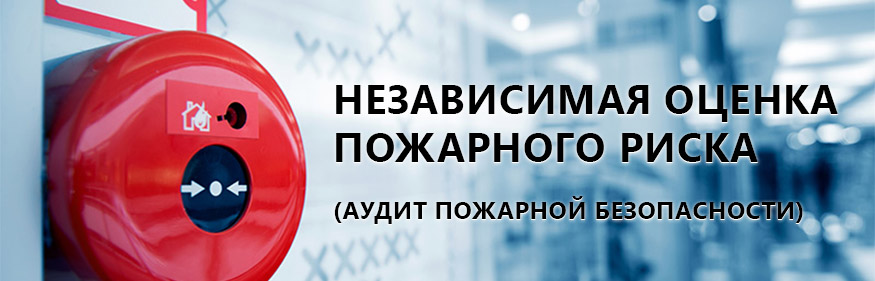 НЕЗАВИСИМАЯ ОЦЕНКА
ПОЖАРНОГО РИСКА
(АУДИТ ПОЖАРНОЙ БЕЗОПАСНОСТИ)